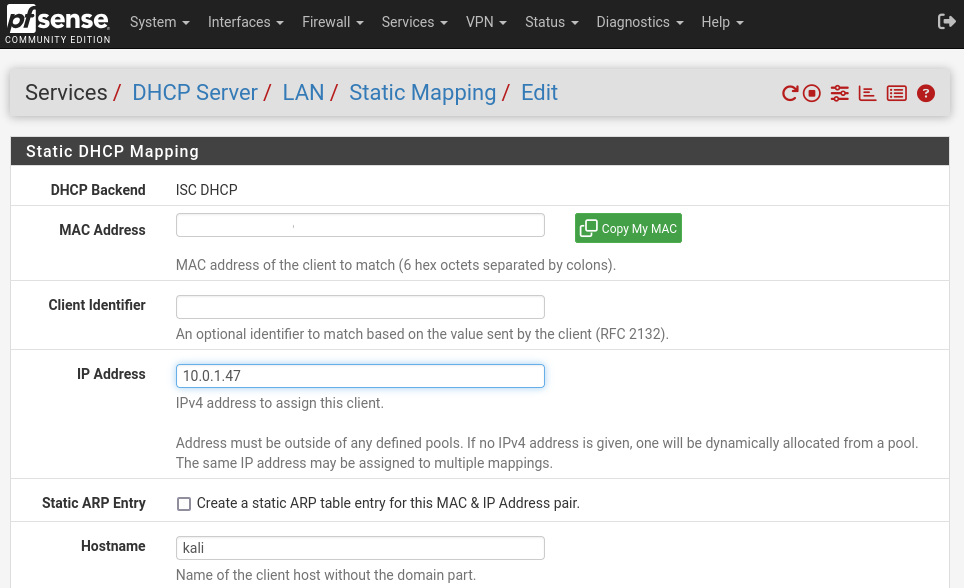 pfsense
COMMUNITY EDITION
System Interfaces Firewall Services VPN Status Diagnostics Help
Services / DHCP Server / LAN / Static Mapping / Edit
Static DHCP Mapping
DHCP Backend ISC DHCP
MAC Address Copy My MAC
MAC address of the client to match (6 hex octets separated by colons).
Client Identifier
An optional identifier to match based on the value sent by the client (RFC 2132).
IP Address 10.0.1.47
IPv4 address to assign this client.
Address must be outside of any defined pools. If no IPv4 address is given, one will be dynamically allocated from a pool.
The same IP address may be assigned to multiple mappings.
Static ARP Entry Create a static ARP table entry for this MAC & IP Address pair.
Hostname kali
Name of the client host without the domain part.